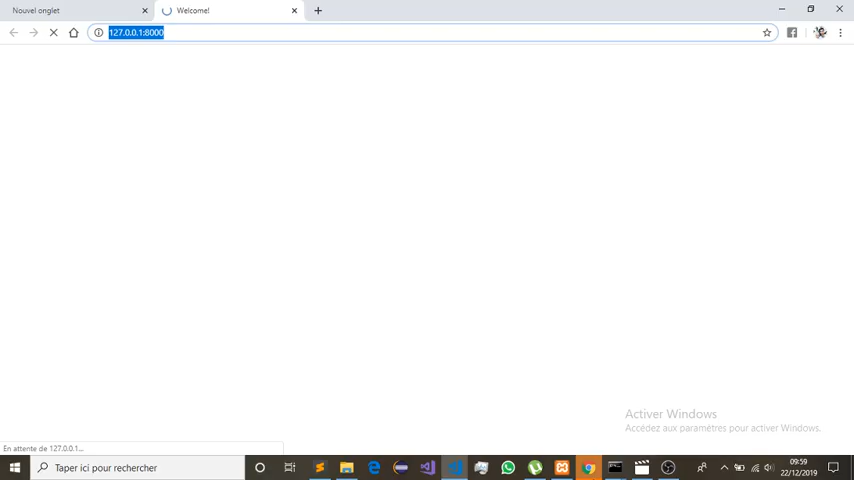 Nouvel onglet
Welcome!
127.0.0.1:8000
Activer Windows
Accédez aux paramètres pour activer Windows.
En attente de 127.0.0.1...
Taper ici pour rechercher
09:59
22/12/2019